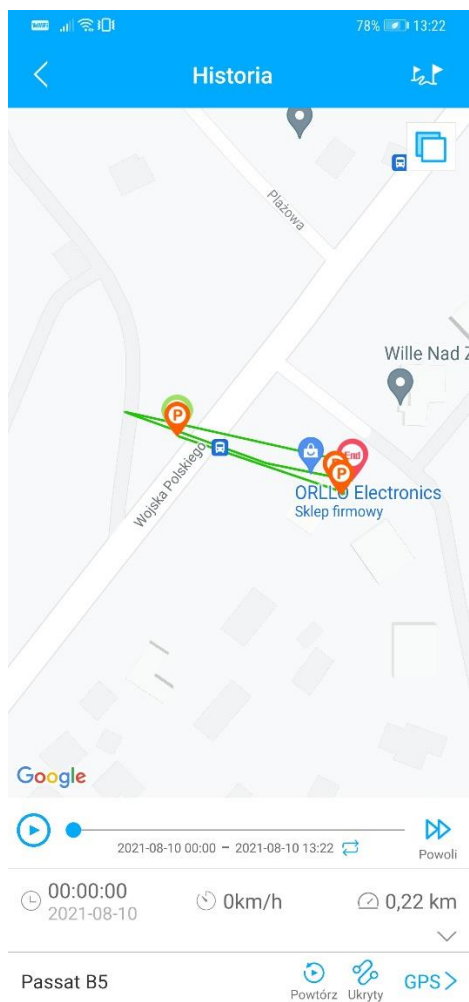 78% 13:22
Historia
Plażowa
Wille Nad Z
P
End
P
Wojska Polskiego
ORLLO Electronics
Sklep firmowy
Google
2021-08-10 00:00 – 2021-08-10 13:22
Powoli
00:00:00
0km/h
0,22 km
2021-08-10
Passat B5
Powtórz
Ukryty
GPS